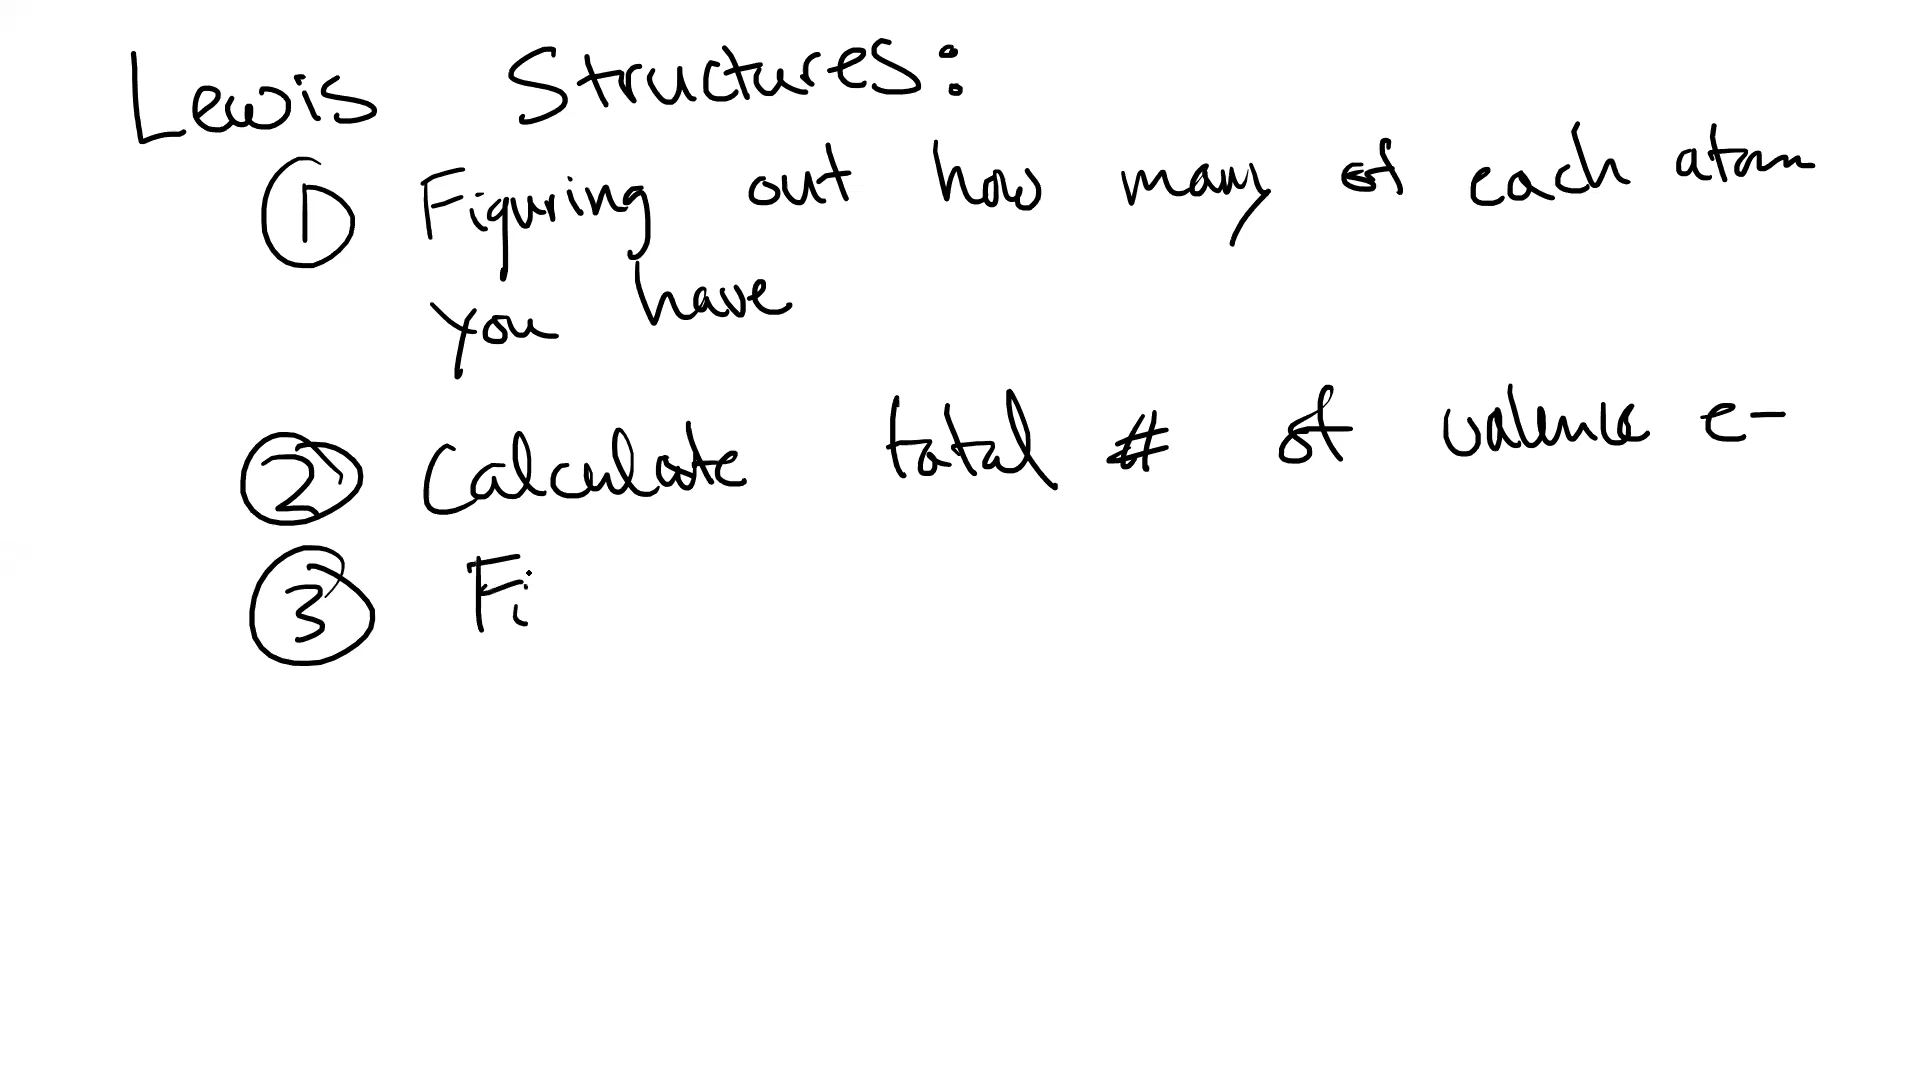 Lewis Structures:
① Figuring out how many of each atom
you have
② Calculate total # of valence e-
③ Fi